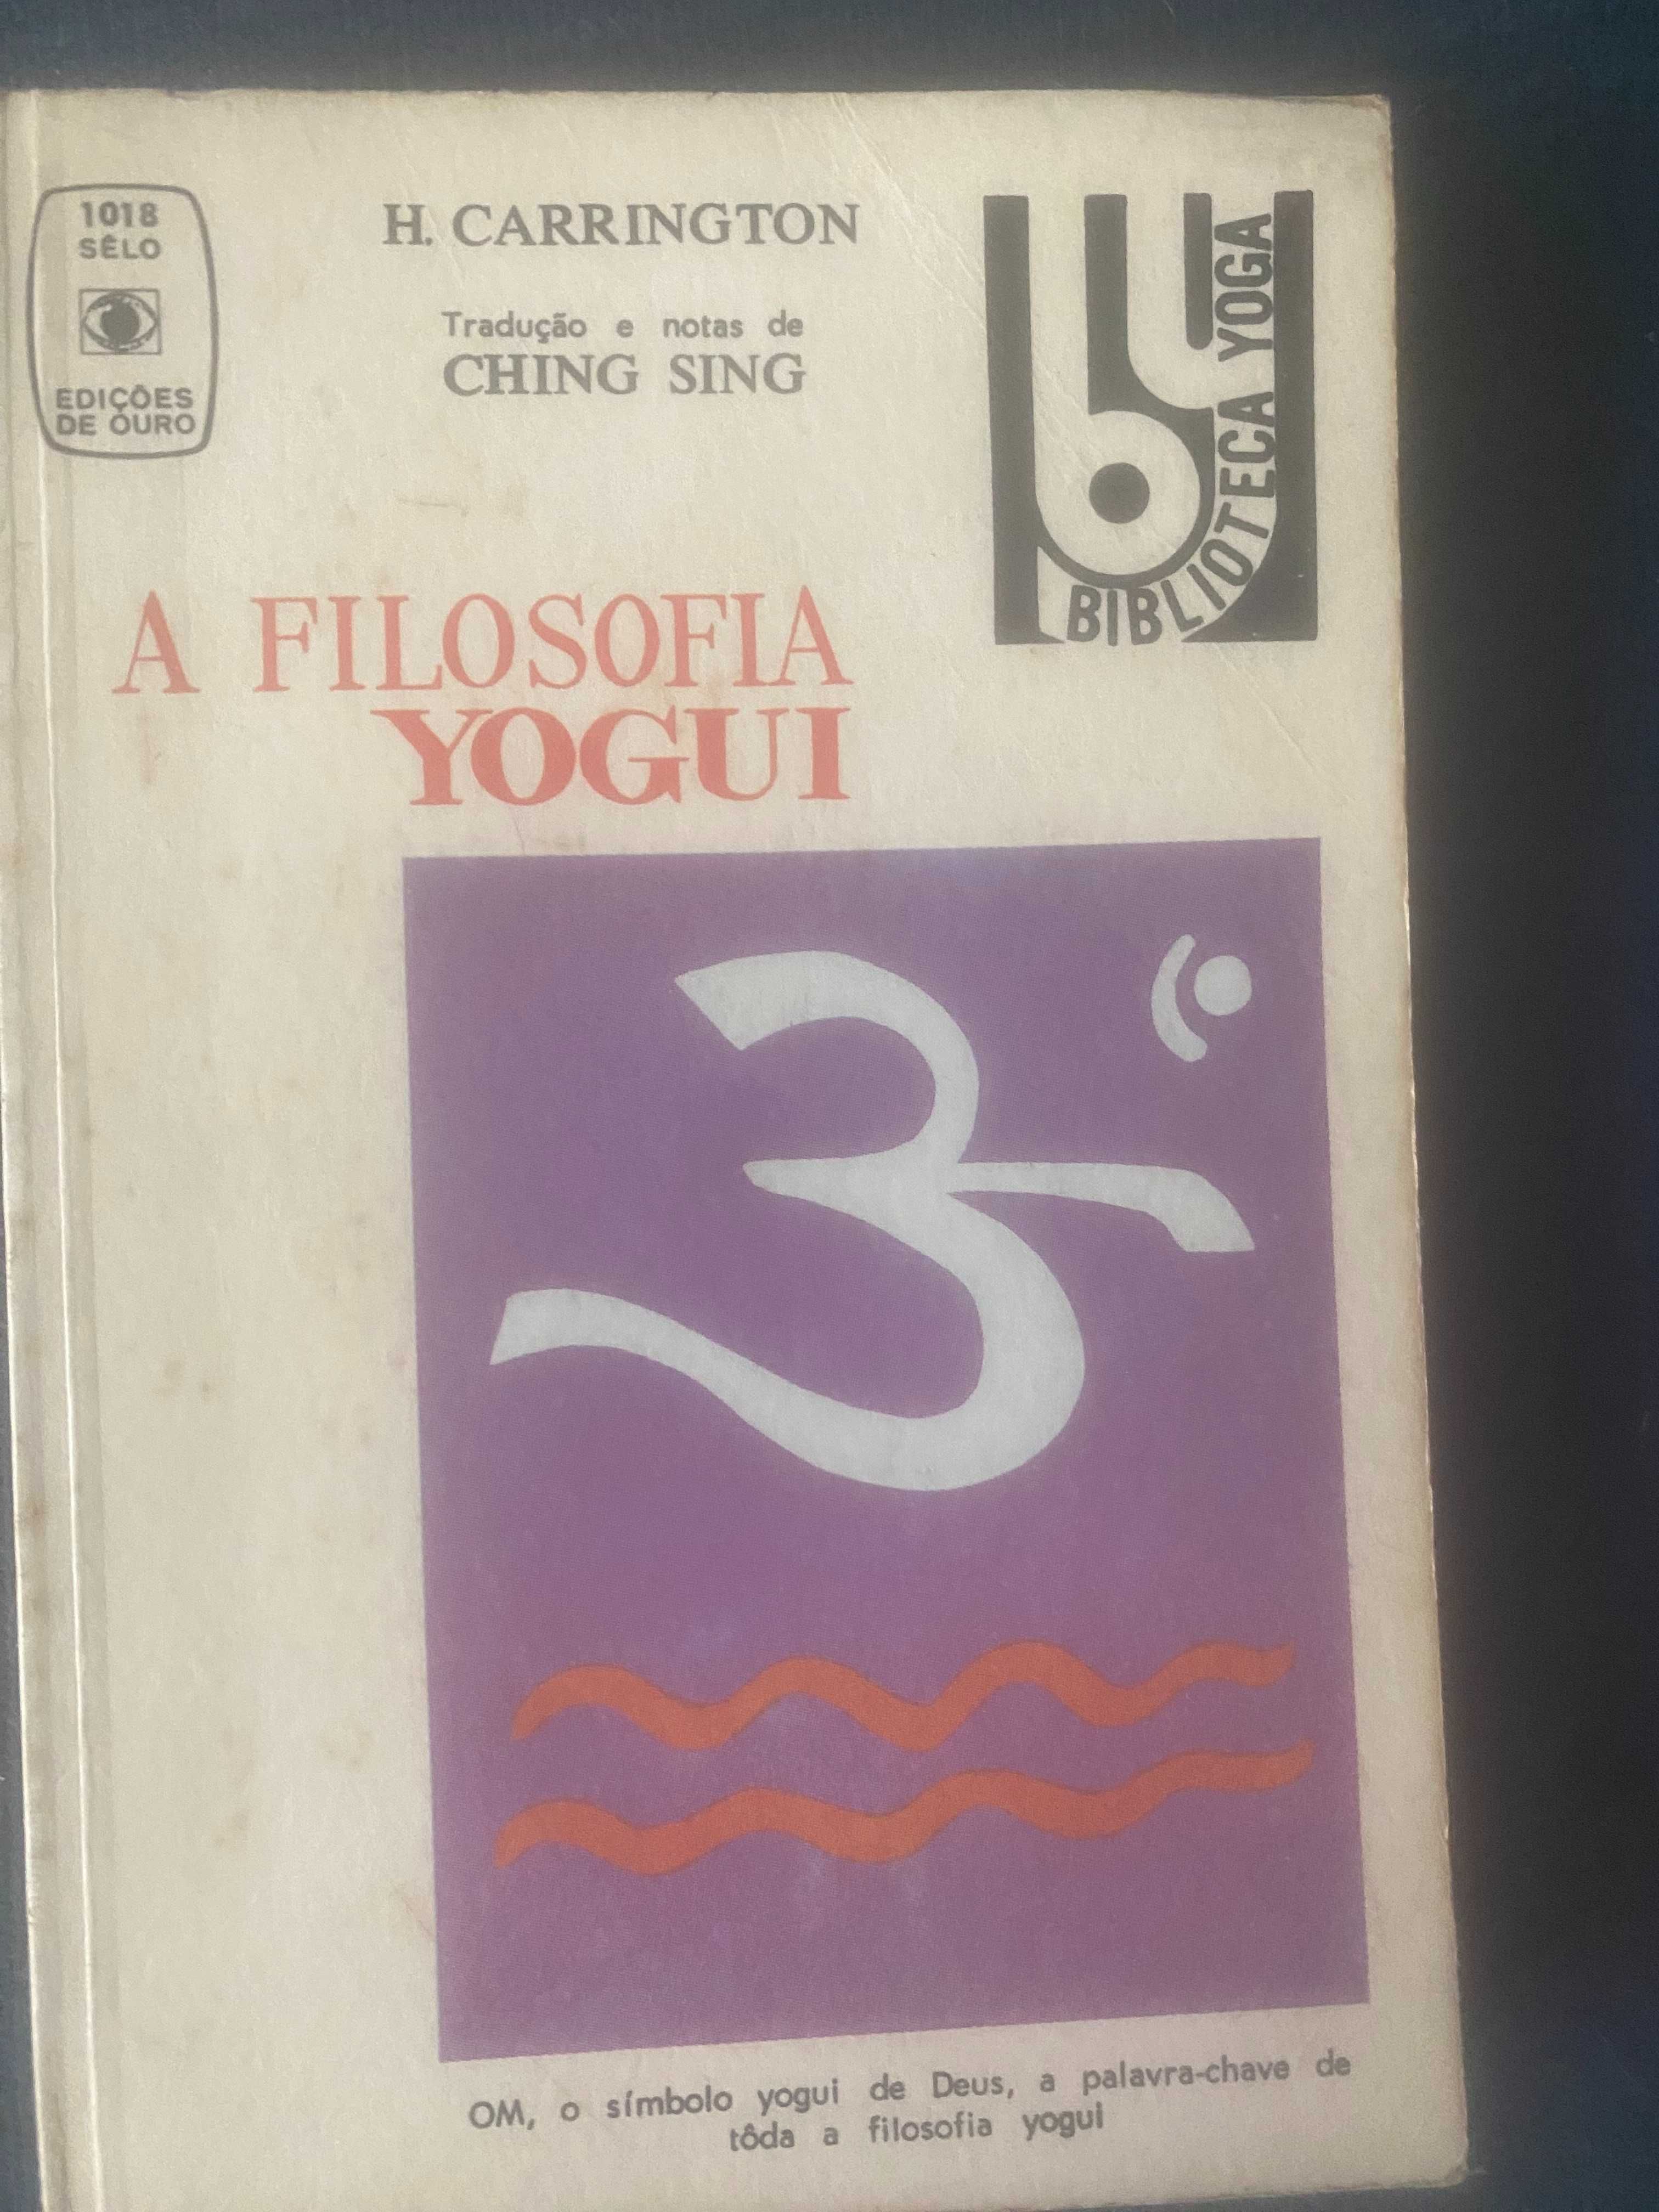 1018
SÊLO
EDIÇÕES
DE OURO
H. CARRINGTON
Tradução e notas de
CHING SING
by
BIBLIOTECA YOGA
A FILOSOFIA
YOGUI
ॐ
OM, o símbolo yogui de Deus, a palavra-chave de
tôda a filosofia yogui